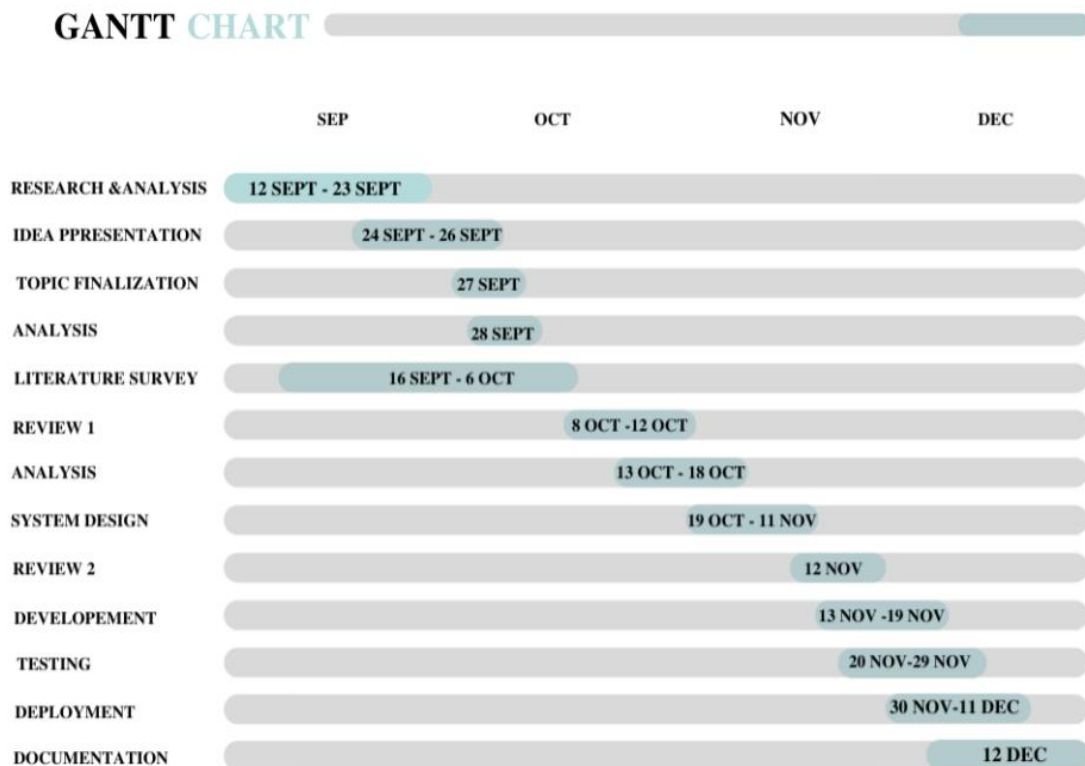 GANTT CHART
SEP OCT NOV DEC
RESEARCH &ANALYSIS 12 SEPT - 23 SEPT
IDEA PPRESENTATION 24 SEPT - 26 SEPT
TOPIC FINALIZATION 27 SEPT
ANALYSIS 28 SEPT
LITERATURE SURVEY 16 SEPT - 6 OCT
REVIEW 1 8 OCT -12 OCT
ANALYSIS 13 OCT - 18 OCT
SYSTEM DESIGN 19 OCT - 11 NOV
REVIEW 2 12 NOV
DEVELOPEMENT 13 NOV -19 NOV
TESTING 20 NOV-29 NOV
DEPLOYMENT 30 NOV-11 DEC
DOCUMENTATION 12 DEC